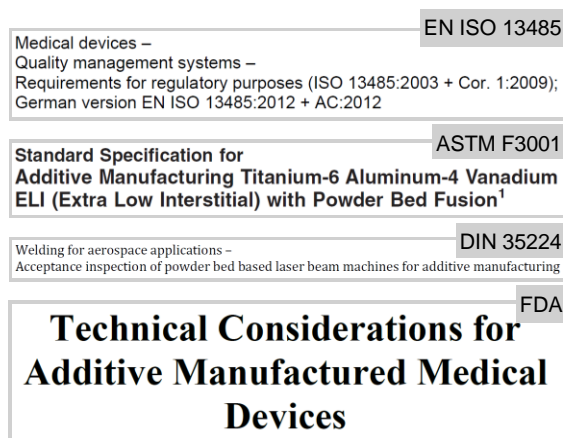 EN ISO 13485
Medical devices –
Quality management systems –
Requirements for regulatory purposes (ISO 13485:2003 + Cor. 1:2009);
German version EN ISO 13485:2012 + AC:2012
ASTM F3001
Standard Specification for
Additive Manufacturing Titanium-6 Aluminum-4 Vanadium
ELI (Extra Low Interstitial) with Powder Bed Fusion¹
DIN 35224
Welding for aerospace applications –
Acceptance inspection of powder bed based laser beam machines for additive manufacturing
FDA
Technical Considerations for
Additive Manufactured Medical
Devices